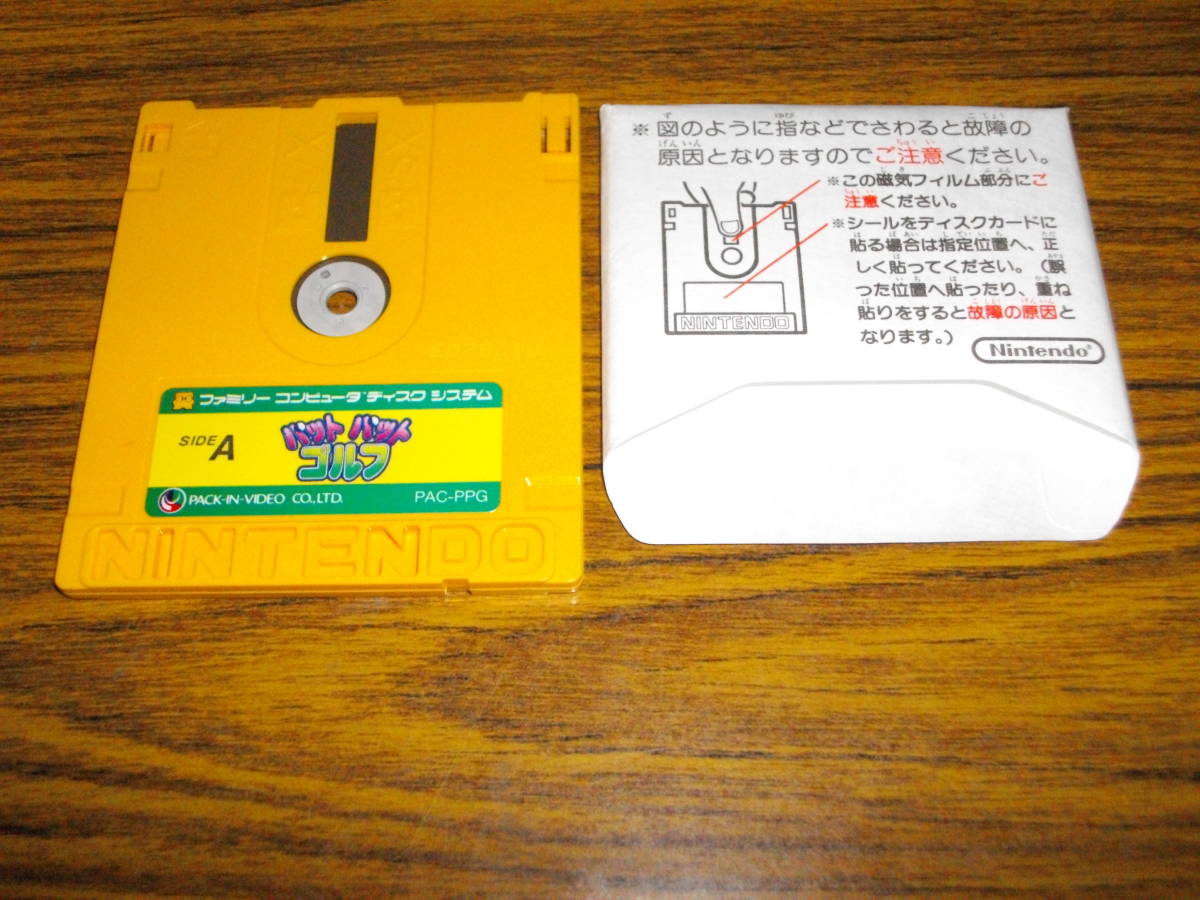 ファミリー コンピュータ ディスク システム
SIDE A
パット パット
ゴルフ
PACK-IN-VIDEO CO.,LTD. PAC-PPG
NINTENDO
※図のように指などでさわると故障の
原因となりますのでご注意ください。
※この磁気フィルム部分にご
注意ください。
※シールをディスクカードに
貼る場合は指定位置へ、正
しく貼ってください。(誤
った位置へ貼ったり、重ね
貼りをすると故障の原因と
なります。)
NINTENDO
Nintendo®